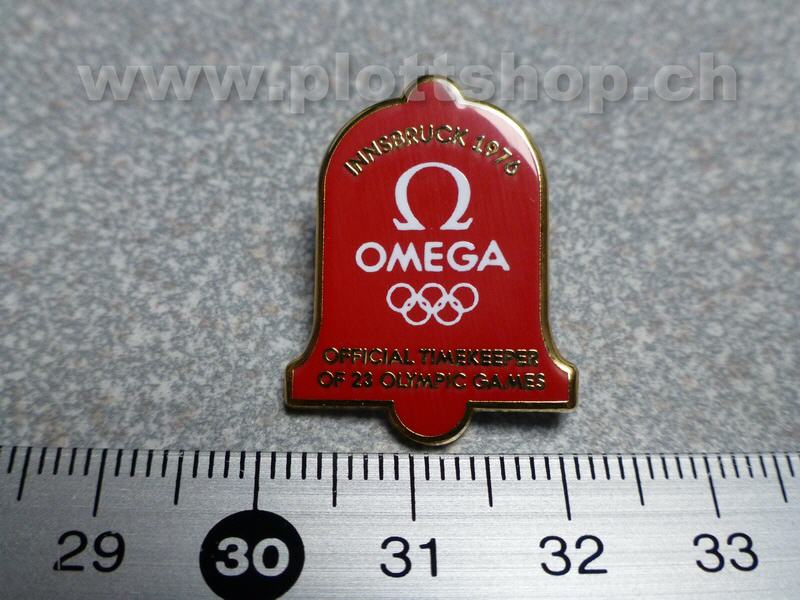 www.plottshop.ch
INNSBRUCK 1976
Ω
OMEGA
OFFICIAL TIMEKEEPER
OF 23 OLYMPIC GAMES
29 30 31 32 33